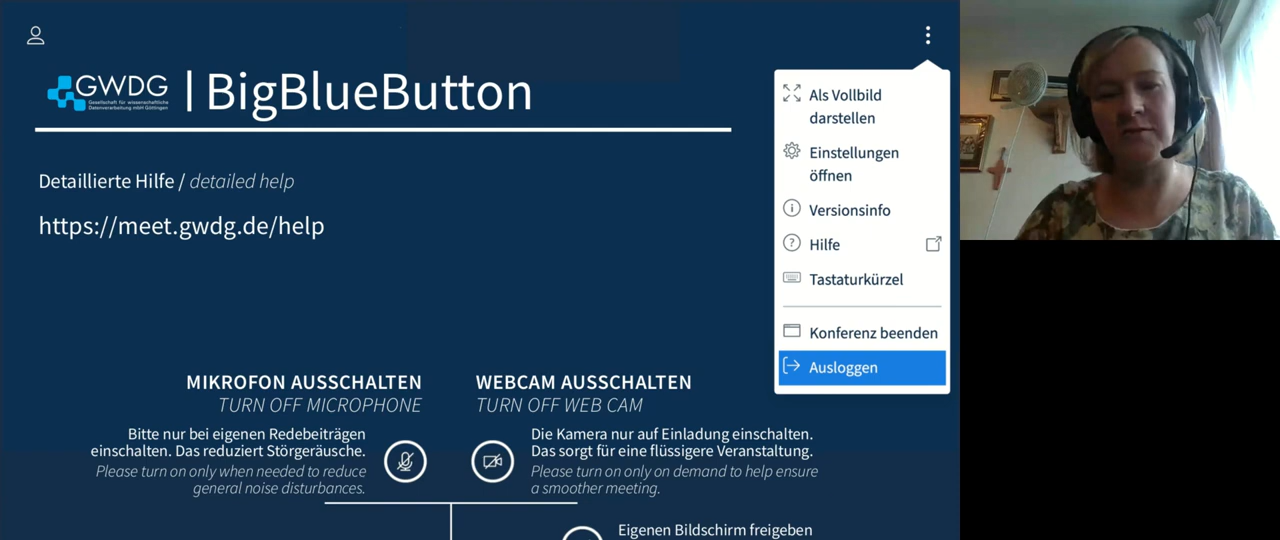 GWDG | BigBlueButton
Gesellschaft für wissenschaftliche
Datenverarbeitung mbH Göttingen
Detaillierte Hilfe / detailed help
https://meet.gwdg.de/help
Als Vollbild
darstellen
Einstellungen
öffnen
Versionsinfo
Hilfe
Tastaturkürzel
Konferenz beenden
Ausloggen
MIKROFON AUSSCHALTEN
TURN OFF MICROPHONE
Bitte nur bei eigenen Redebeiträgen
einschalten. Das reduziert Störgeräusche.
Please turn on only when needed to reduce
general noise disturbances.
WEBCAM AUSSCHALTEN
TURN OFF WEB CAM
Die Kamera nur auf Einladung einschalten.
Das sorgt für eine flüssigere Veranstaltung.
Please turn on only on demand to help ensure
a smoother meeting.
Eigenen Bildschirm freigeben